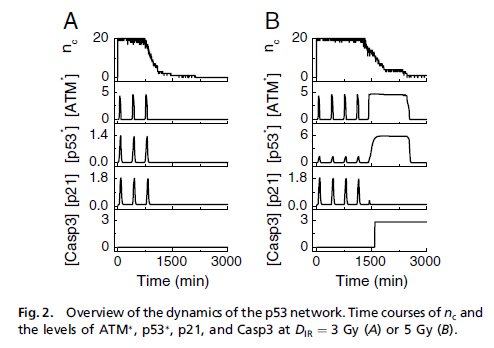 A
B
n_c
20
0
n_c
20
0
[ATM*]
5
0
[ATM*]
5
0
[p53*]
1.4
0.0
[p53*]
6
0
[p21]
1.8
0.0
[p21]
1.8
0.0
[Casp3]
3
0
[Casp3]
3
0
0 1500 3000
0 1500 3000
Time (min)
Time (min)
Fig. 2. Overview of the dynamics of the p53 network. Time courses of n_c and
the levels of ATM*, p53*, p21, and Casp3 at D_IR = 3 Gy (A) or 5 Gy (B).